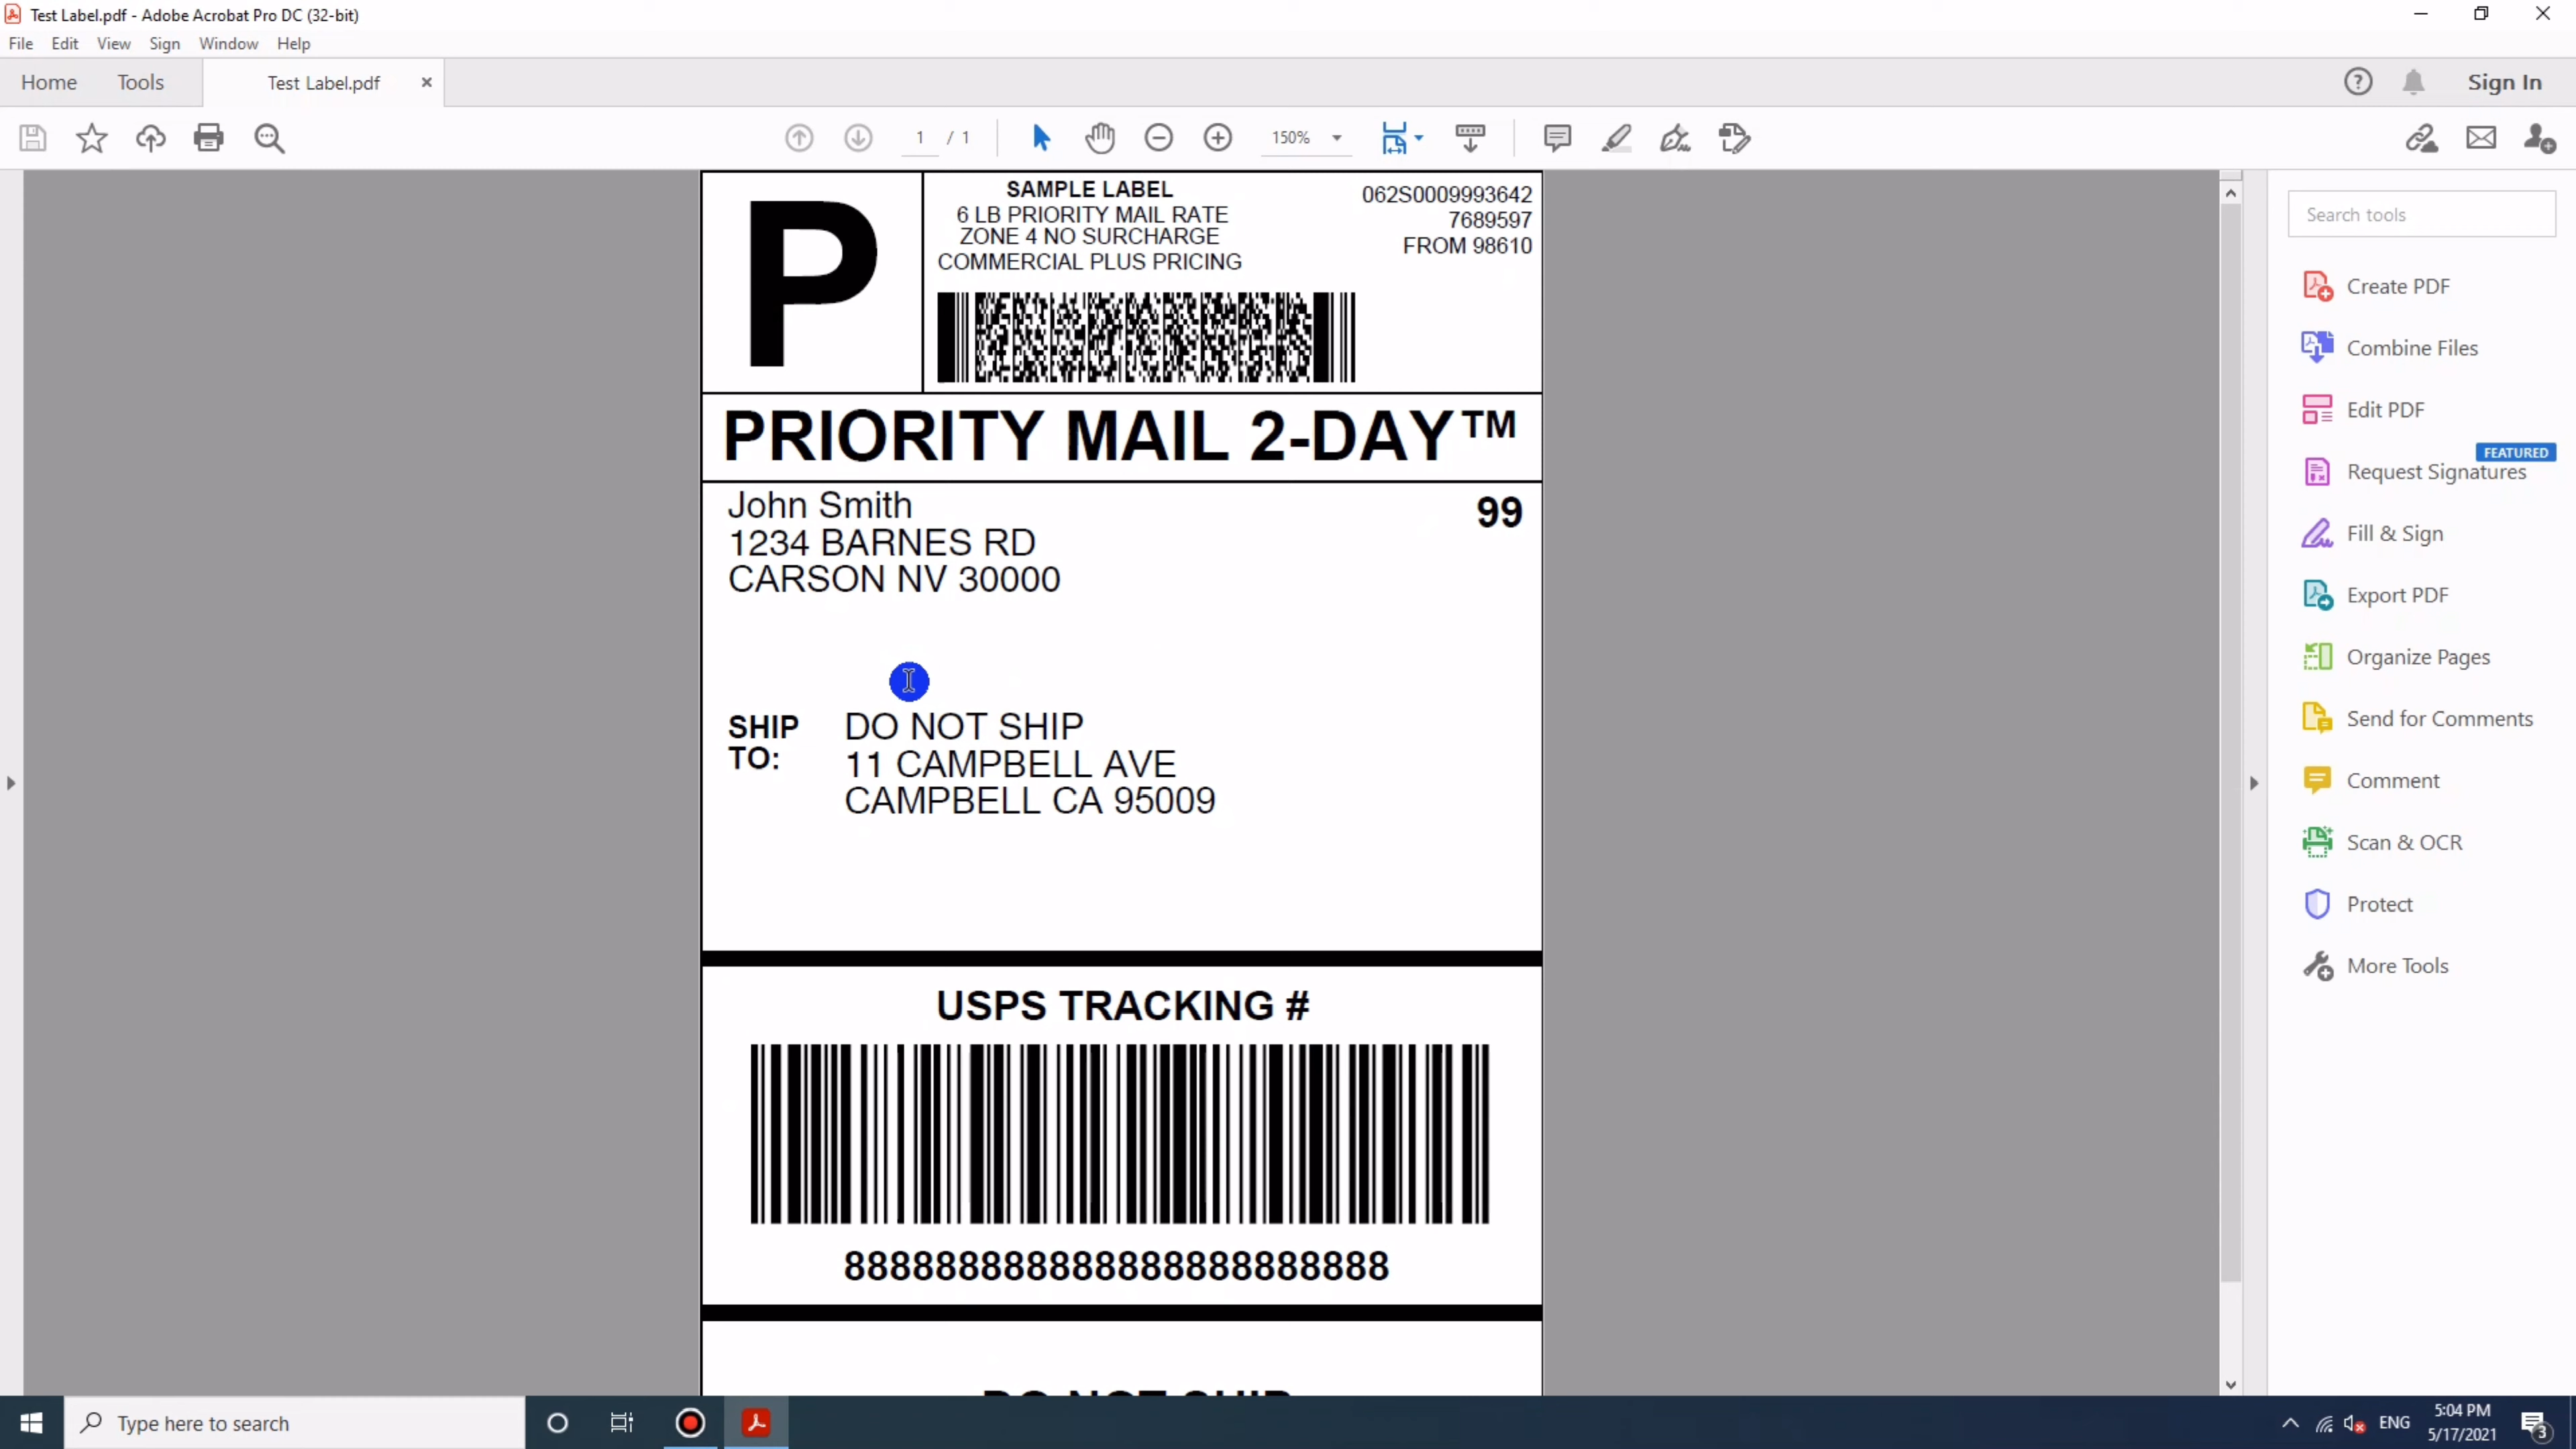 Test Label.pdf - Adobe Acrobat Pro DC (32-bit)
File Edit View Sign Window Help
Home Tools Test Label.pdf Sign In
1 / 1 150%
P
SAMPLE LABEL
6 LB PRIORITY MAIL RATE
ZONE 4 NO SURCHARGE
COMMERCIAL PLUS PRICING
062S0009993642
7689597
FROM 98610
PRIORITY MAIL 2-DAY™
John Smith
1234 BARNES RD
CARSON NV 30000
99
SHIP TO:
DO NOT SHIP
11 CAMPBELL AVE
CAMPBELL CA 95009
USPS TRACKING #
888888888888888888888888
Search tools
Create PDF
Combine Files
Edit PDF
FEATURED
Request Signatures
Fill & Sign
Export PDF
Organize Pages
Send for Comments
Comment
Scan & OCR
Protect
More Tools
Type here to search
ENG
5:04 PM
5/17/2021
3